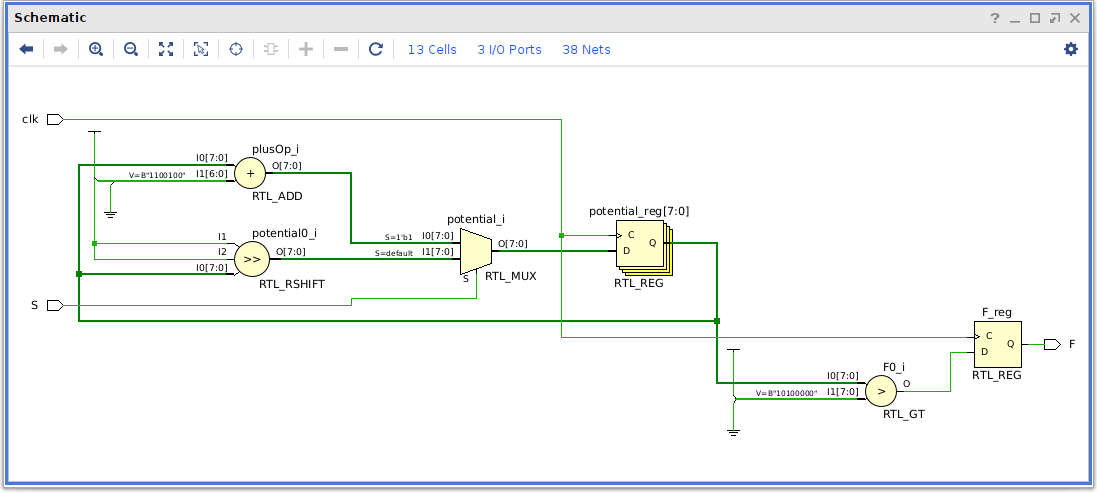 Schematic
13 Cells 3 I/O Ports 38 Nets
clk
plusOp_i
I0[7:0]
V=B"1100100" I1[6:0]
+
O[7:0]
RTL_ADD
potential0_i
I1
I2
I0[7:0]
>>
O[7:0]
RTL_RSHIFT
potential_i
S=1'b1 I0[7:0]
S=default I1[7:0]
O[7:0]
S
RTL_MUX
potential_reg[7:0]
C
D
Q
RTL_REG
S
F_reg
C
D
Q
RTL_REG
F
F0_i
I0[7:0]
V=B"10100000" I1[7:0]
>
O
RTL_GT